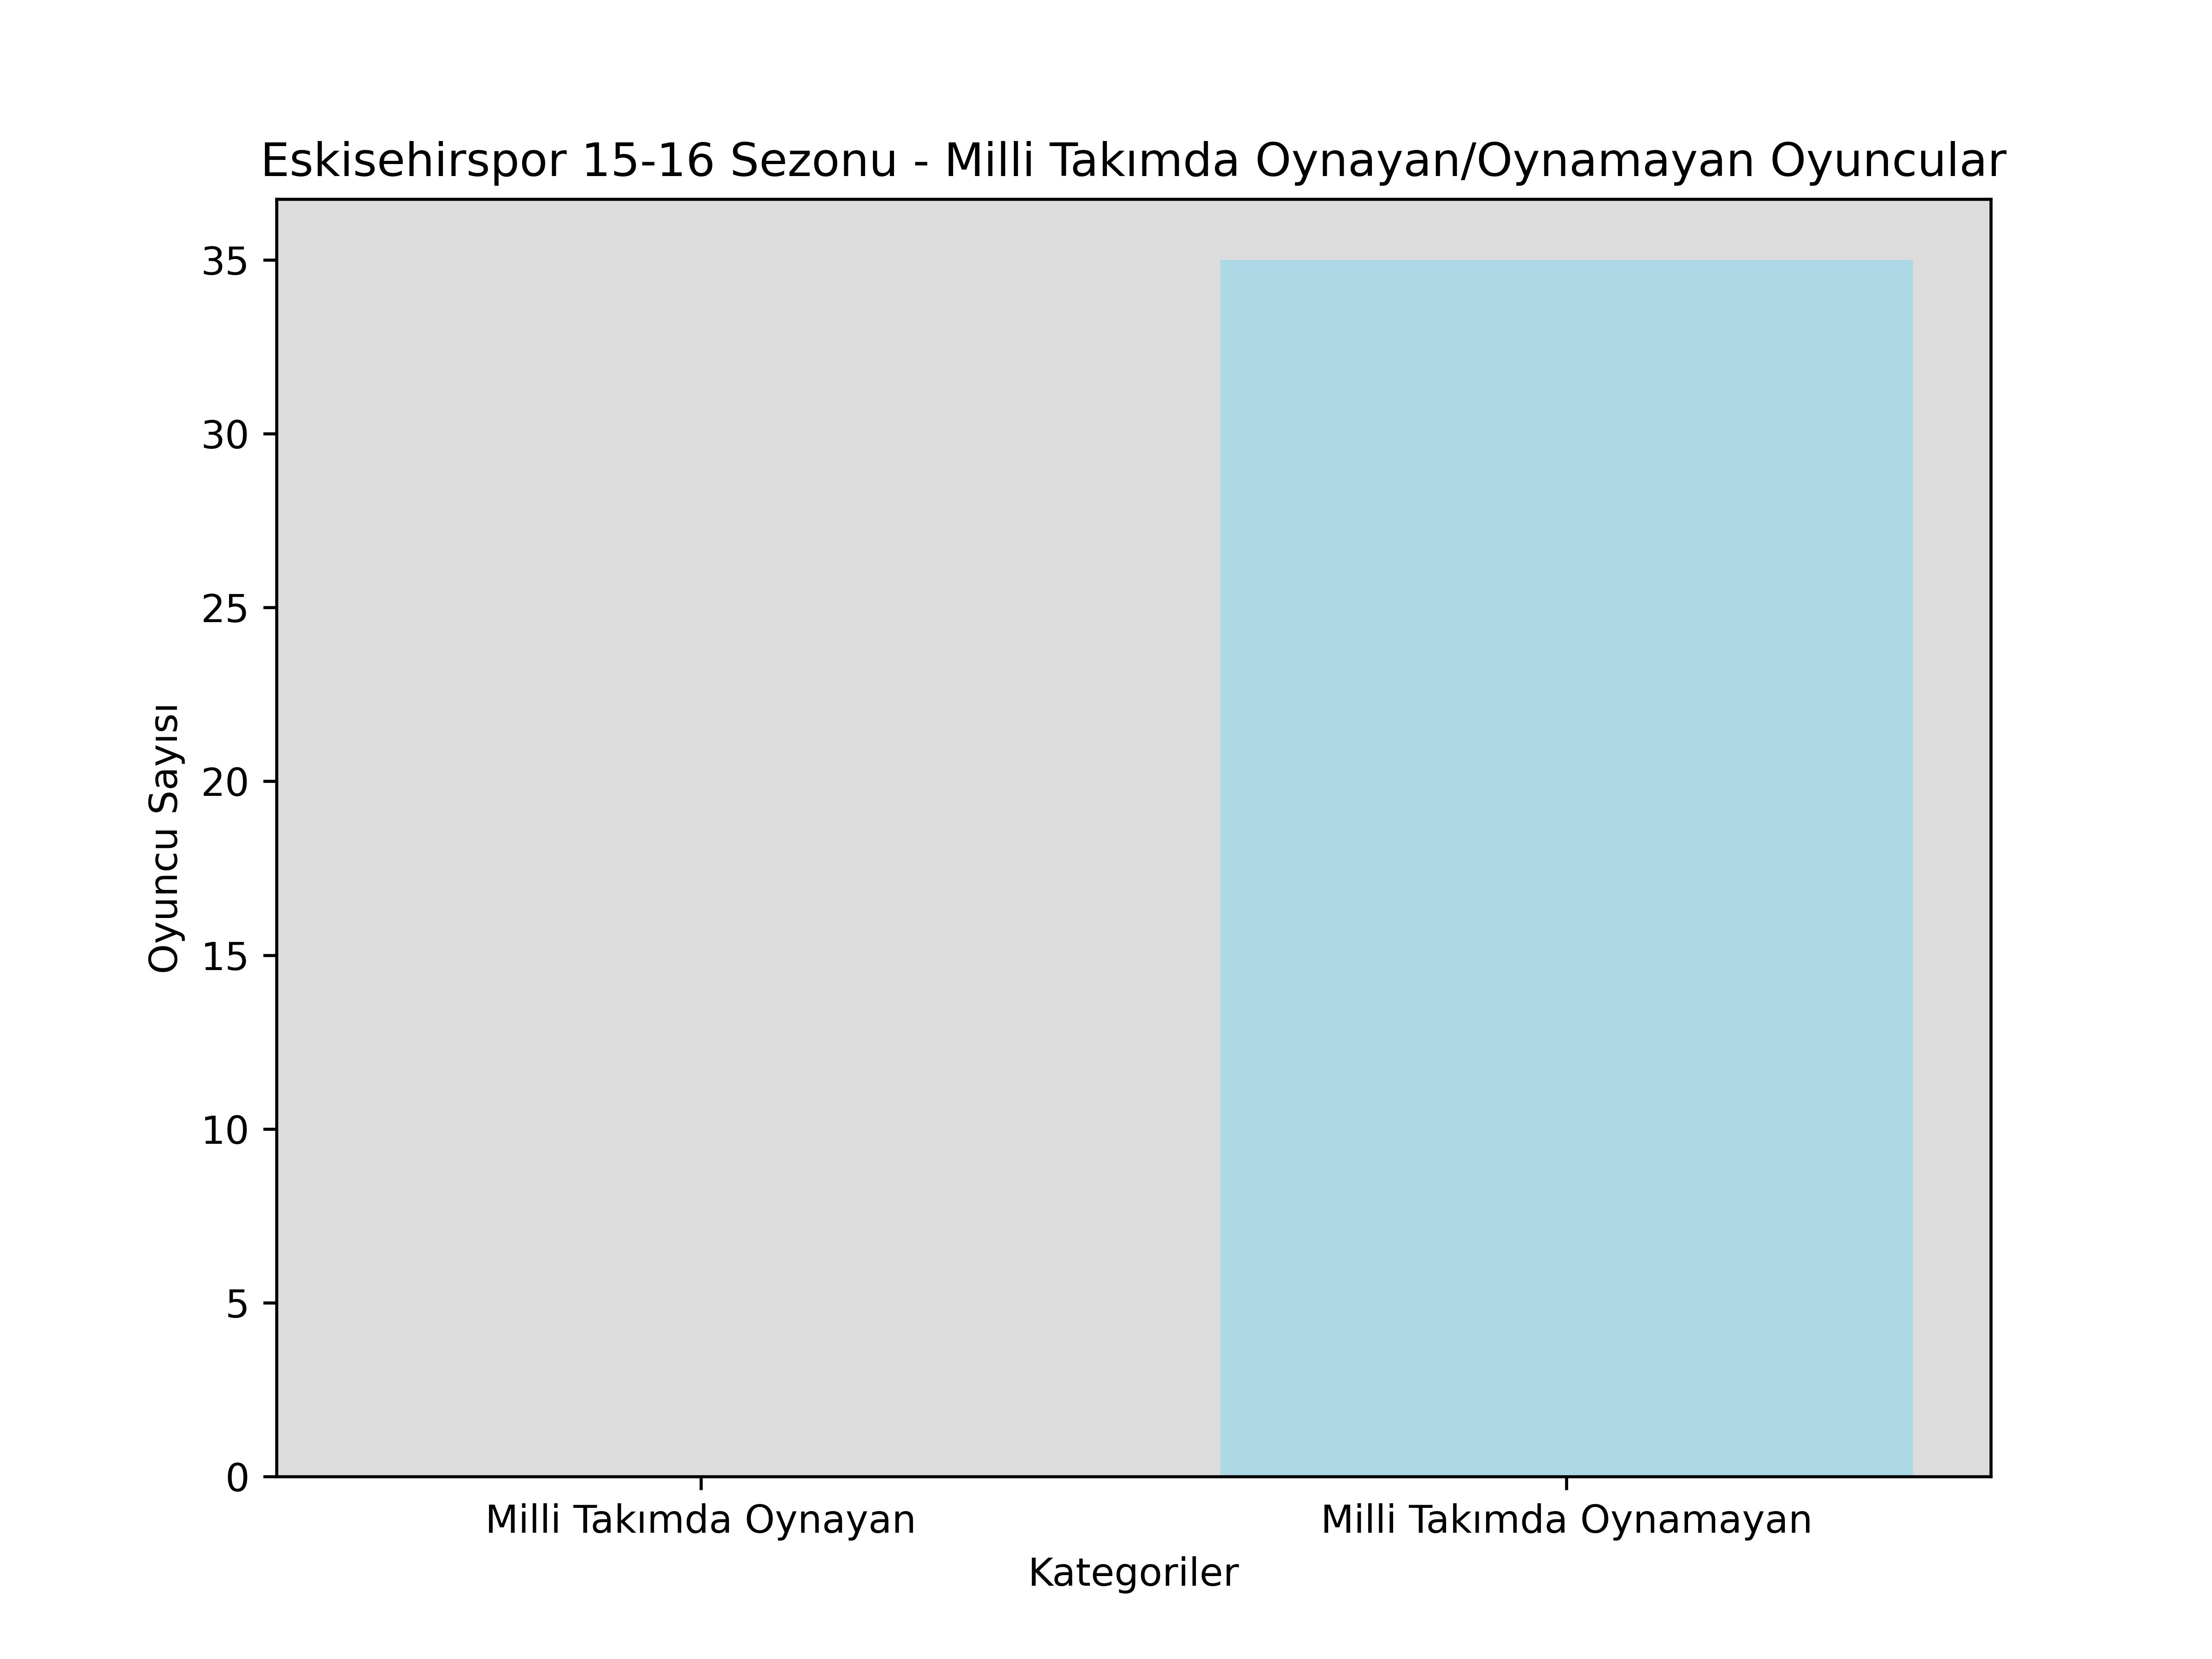 Eskisehirspor 15-16 Sezonu - Milli Takımda Oynayan/Oynamayan Oyuncular
Oyuncu Sayısı
35
30
25
20
15
10
5
0
Milli Takımda Oynayan
Milli Takımda Oynamayan
Kategoriler